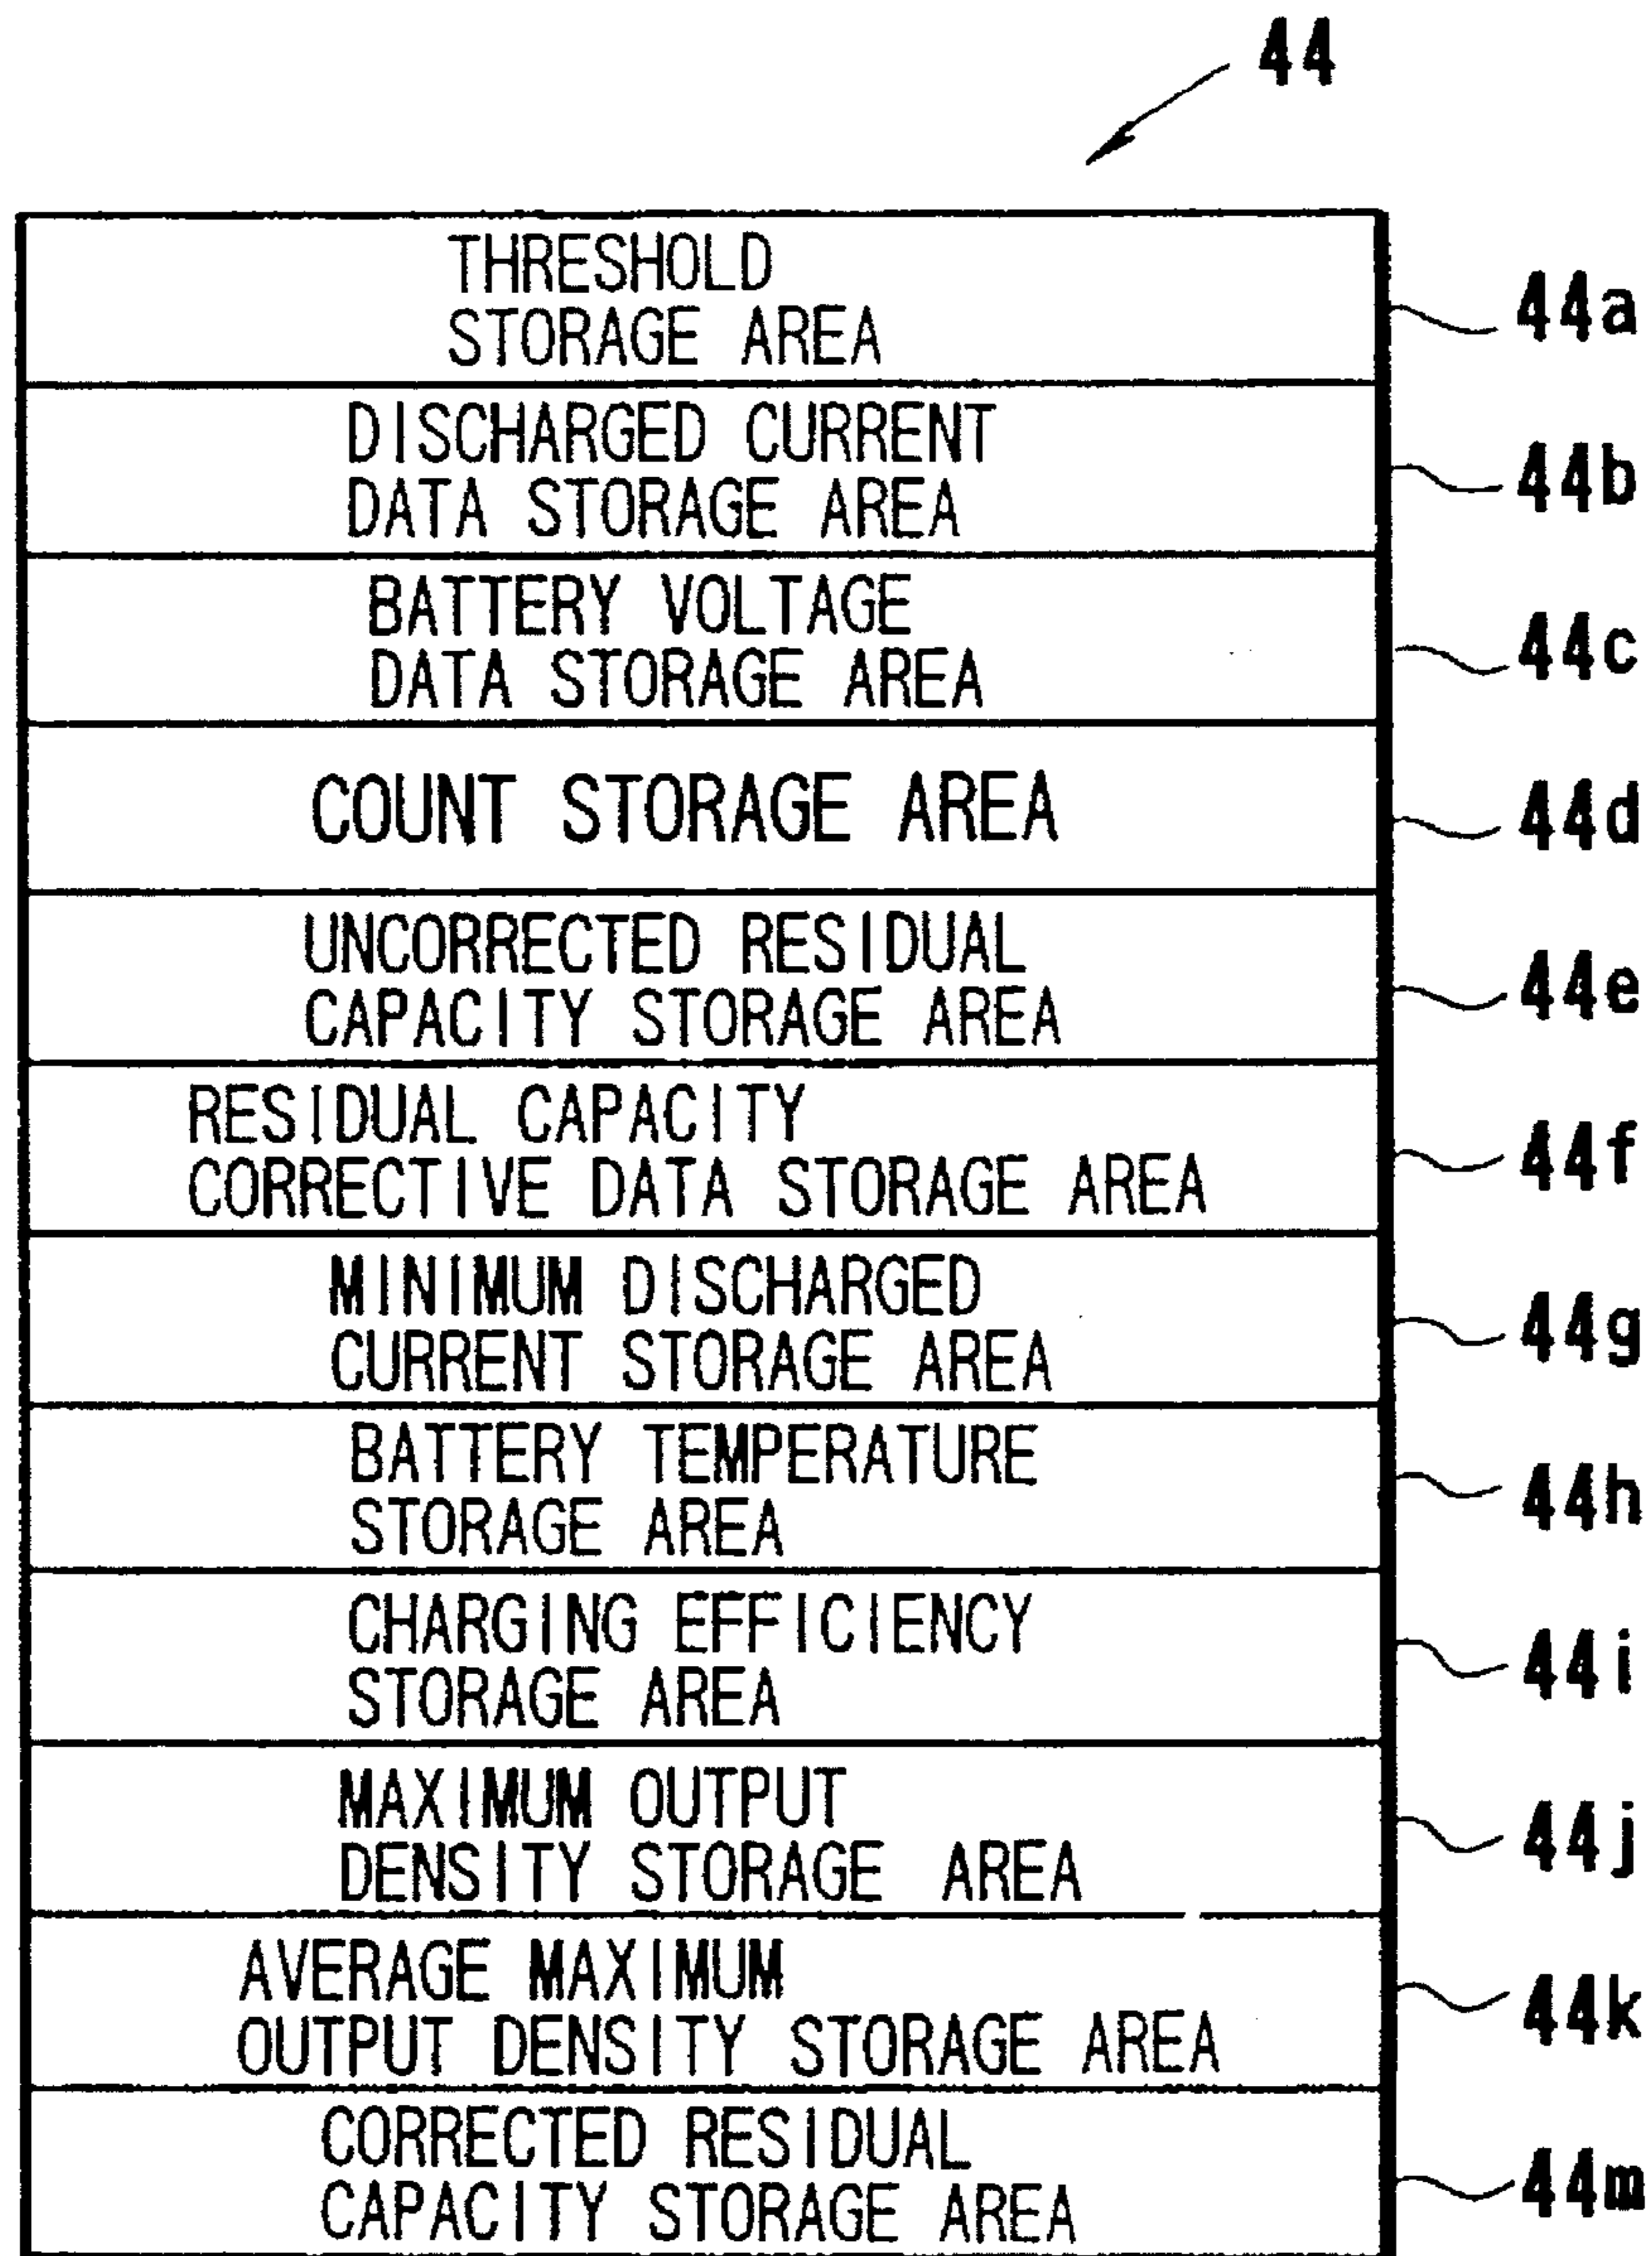 44
THRESHOLD
STORAGE AREA
44a
DISCHARGED CURRENT
DATA STORAGE AREA
44b
BATTERY VOLTAGE
DATA STORAGE AREA
44c
COUNT STORAGE AREA
44d
UNCORRECTED RESIDUAL
CAPACITY STORAGE AREA
44e
RESIDUAL CAPACITY
CORRECTIVE DATA STORAGE AREA
44f
MINIMUM DISCHARGED
CURRENT STORAGE AREA
44g
BATTERY TEMPERATURE
STORAGE AREA
44h
CHARGING EFFICIENCY
STORAGE AREA
44i
MAXIMUM OUTPUT
DENSITY STORAGE AREA
44j
AVERAGE MAXIMUM
OUTPUT DENSITY STORAGE AREA
44k
CORRECTED RESIDUAL
CAPACITY STORAGE AREA
44m